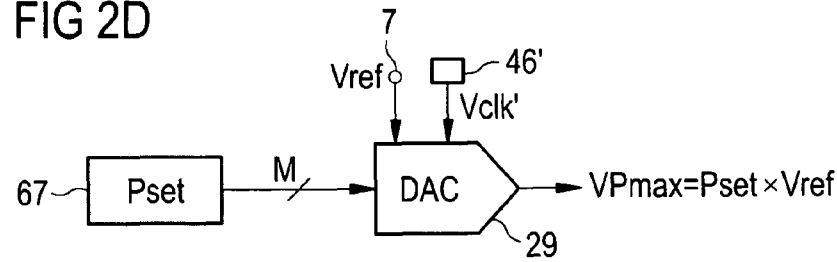 FIG 2D
7
Vref
46'
Vclk'
67
Pset
M
DAC
VPmax=Pset×Vref
29